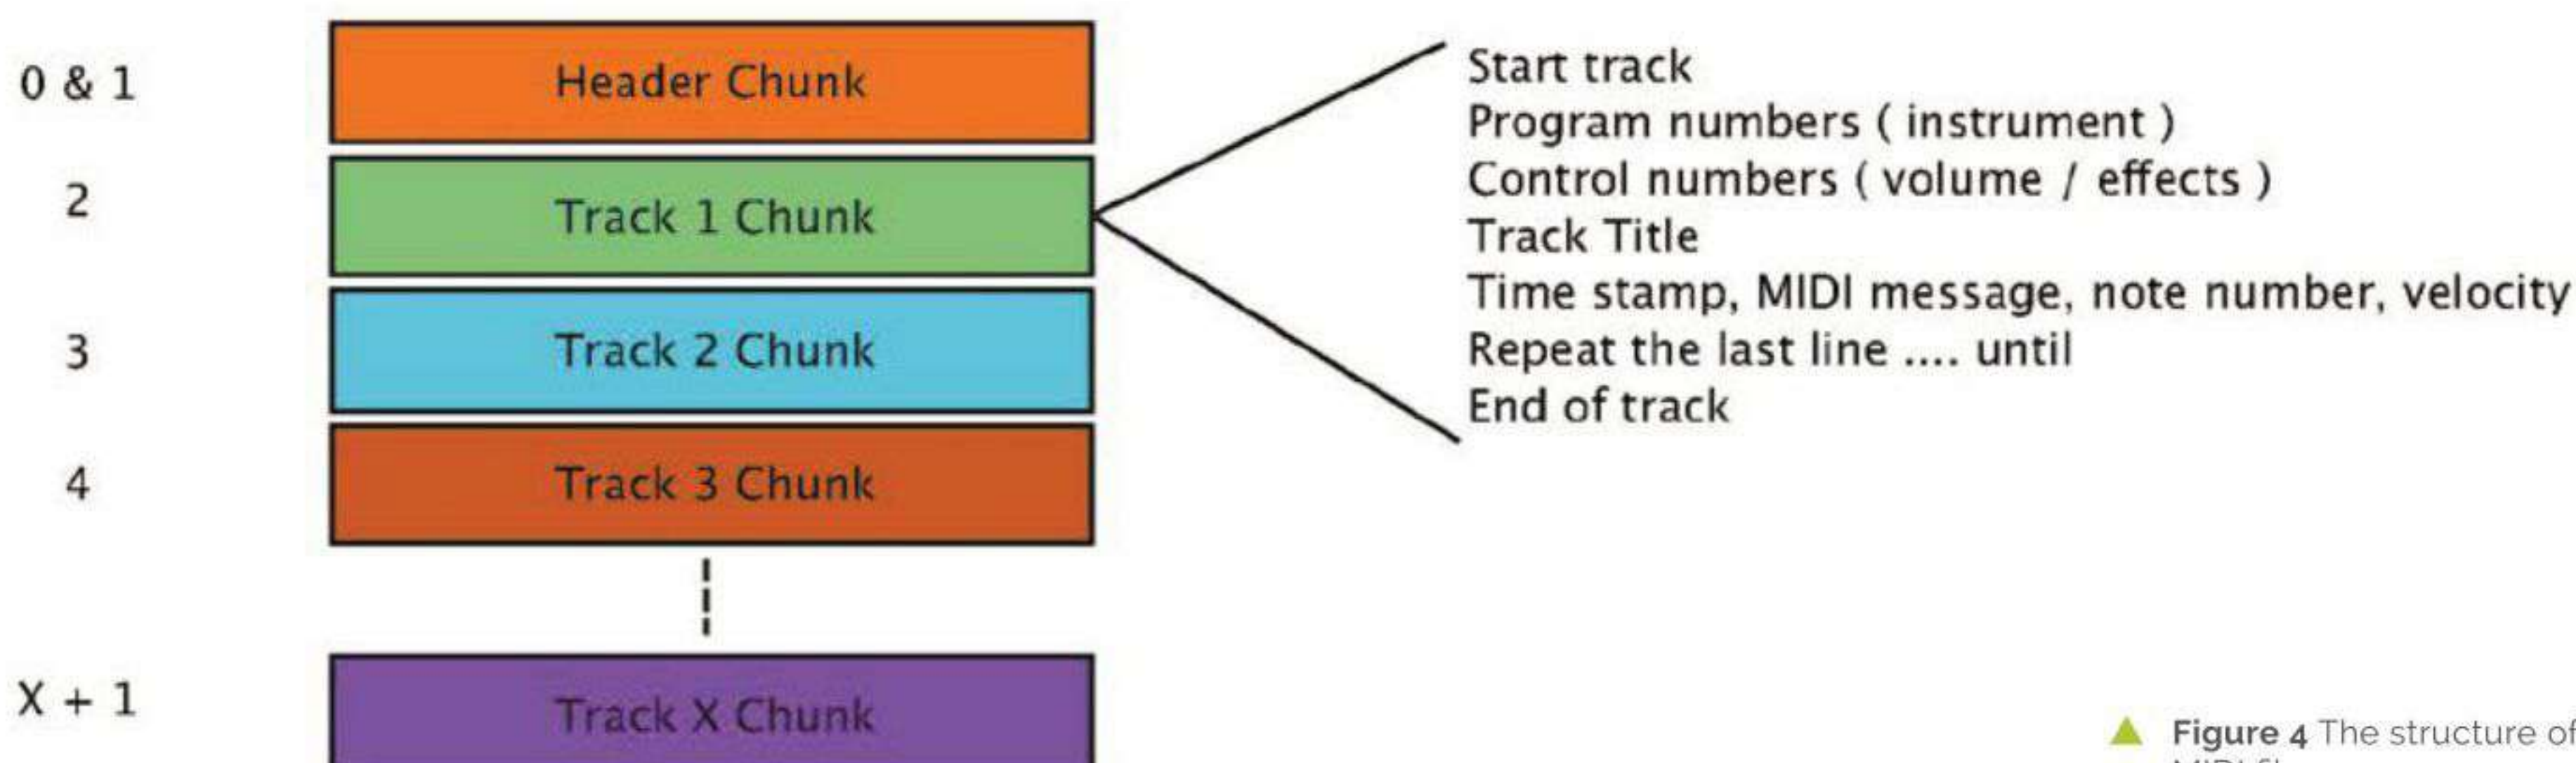 0 & 1
Header Chunk
2
Track 1 Chunk
3
Track 2 Chunk
4
Track 3 Chunk
X + 1
Track X Chunk
Start track
Program numbers ( instrument )
Control numbers ( volume / effects )
Track Title
Time stamp, MIDI message, note number, velocity
Repeat the last line .... until
End of track
Figure 4 The structure of